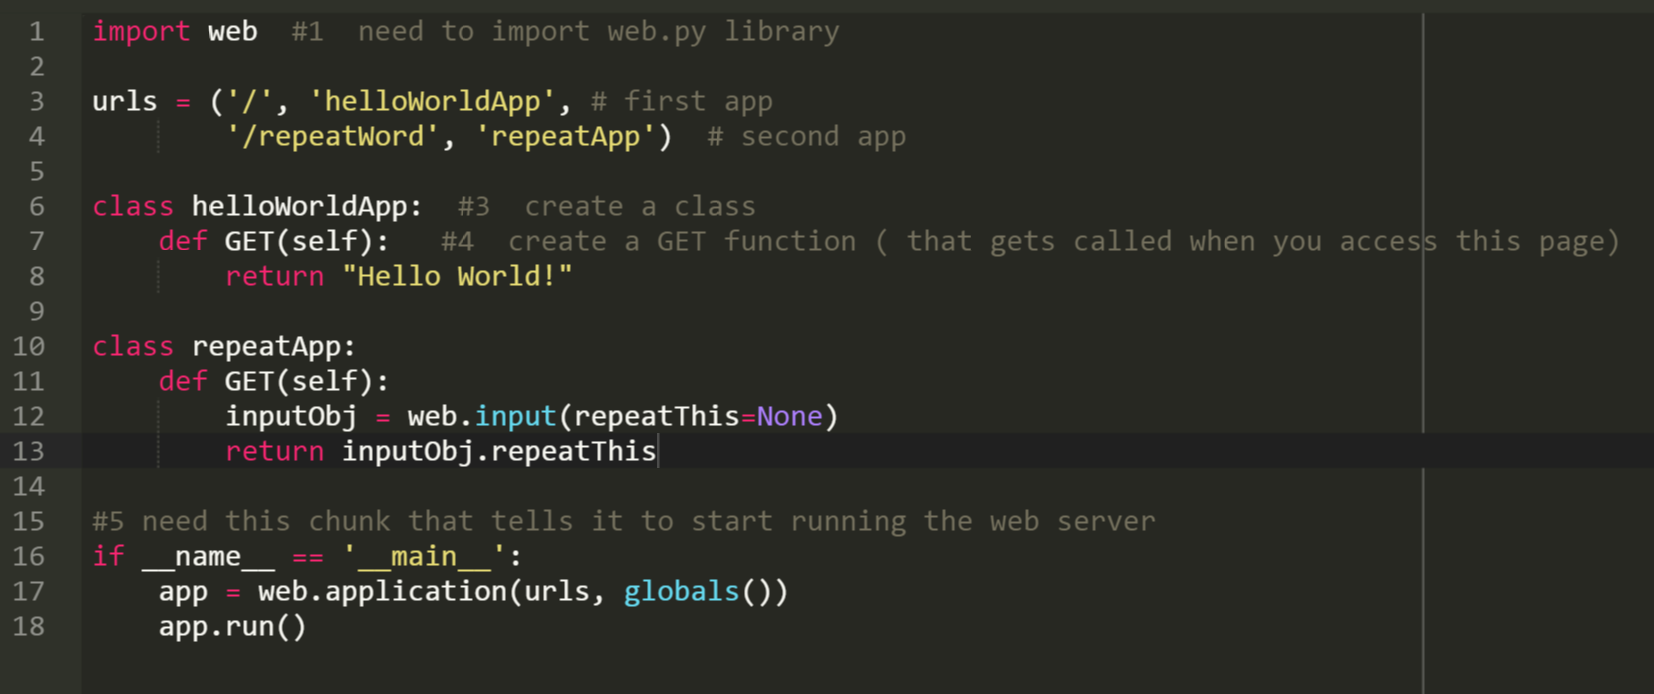 1 import web  #1  need to import web.py library
2
3 urls = ('/', 'helloWorldApp', # first app
4         '/repeatWord', 'repeatApp')  # second app
5
6 class helloWorldApp:  #3  create a class
7     def GET(self):   #4  create a GET function ( that gets called when you access this page)
8         return "Hello World!"
9
10 class repeatApp:
11     def GET(self):
12         inputObj = web.input(repeatThis=None)
13         return inputObj.repeatThis
14
15 #5 need this chunk that tells it to start running the web server
16 if __name__ == '__main__':
17     app = web.application(urls, globals())
18     app.run()